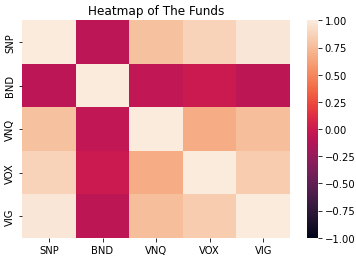 Heatmap of The Funds
SNP
BND
VNQ
VOX
VIG
SNP BND VNQ VOX VIG
1.00
0.75
0.50
0.25
0.00
−0.25
−0.50
−0.75
−1.00